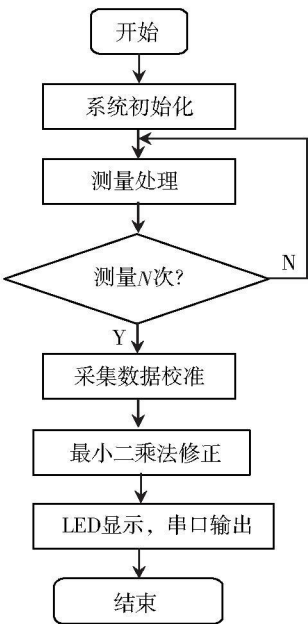 开始
系统初始化
测量处理
测量N次?
N
Y
采集数据校准
最小二乘法修正
LED显示，串口输出
结束